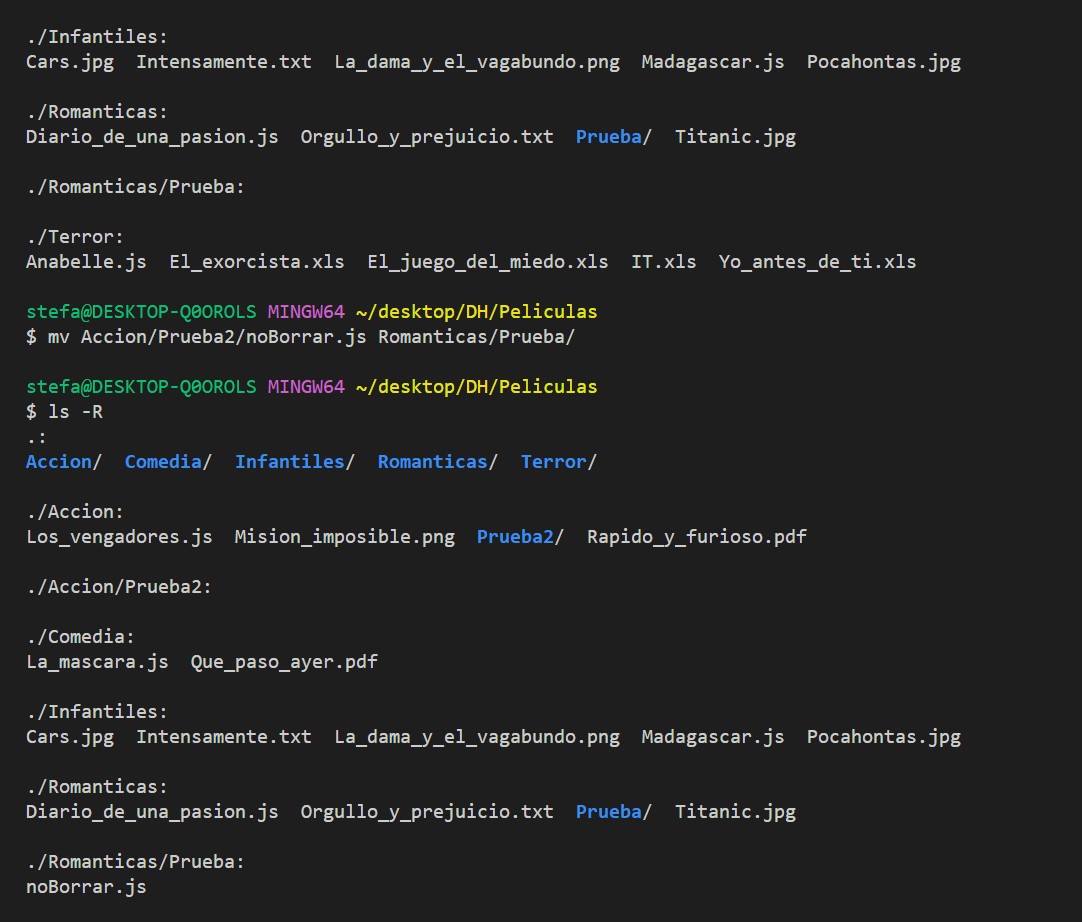 ./Infantiles:
Cars.jpg  Intensamente.txt  La_dama_y_el_vagabundo.png  Madagascar.js  Pocahontas.jpg
./Romanticas:
Diario_de_una_pasion.js  Orgullo_y_prejuicio.txt  Prueba/  Titanic.jpg
./Romanticas/Prueba:
./Terror:
Anabelle.js  El_exorcista.xls  El_juego_del_miedo.xls  IT.xls  Yo_antes_de_ti.xls
stefa@DESKTOP-Q0OROLS MINGW64 ~/desktop/DH/Peliculas
$ mv Accion/Prueba2/noBorrar.js Romanticas/Prueba/
stefa@DESKTOP-Q0OROLS MINGW64 ~/desktop/DH/Peliculas
$ ls -R
.:
Accion/  Comedia/  Infantiles/  Romanticas/  Terror/
./Accion:
Los_vengadores.js  Mision_imposible.png  Prueba2/  Rapido_y_furioso.pdf
./Accion/Prueba2:
./Comedia:
La_mascara.js  Que_paso_ayer.pdf
./Infantiles:
Cars.jpg  Intensamente.txt  La_dama_y_el_vagabundo.png  Madagascar.js  Pocahontas.jpg
./Romanticas:
Diario_de_una_pasion.js  Orgullo_y_prejuicio.txt  Prueba/  Titanic.jpg
./Romanticas/Prueba:
noBorrar.js